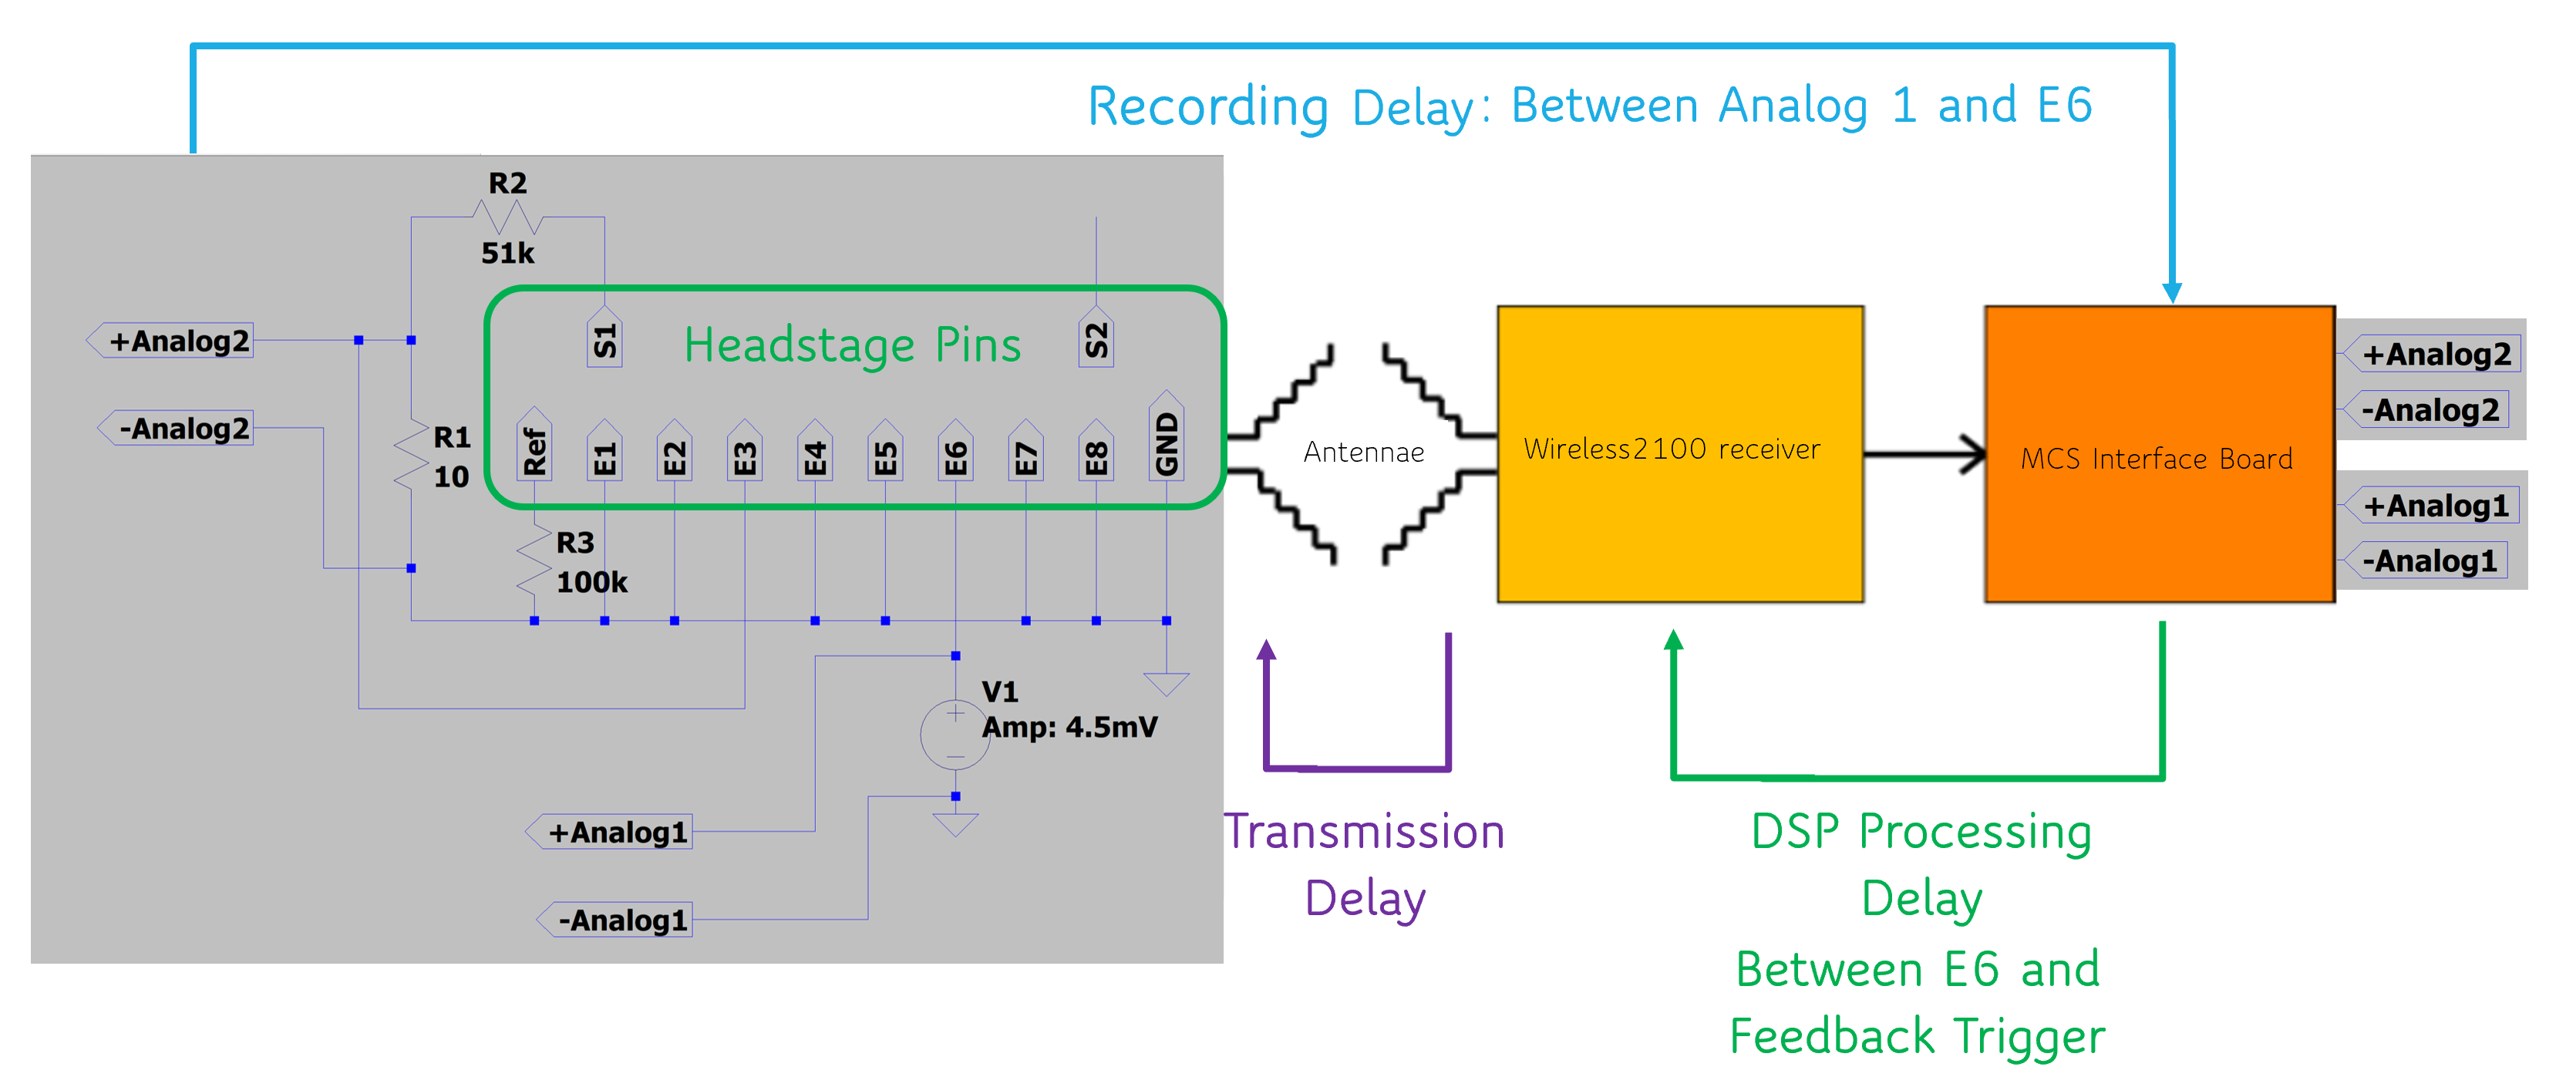 Recording Delay: Between Analog 1 and E6
R2
51k
+Analog2
-Analog2
R1
10
S1
Headstage Pins
S2
Ref
E1
E2
E3
E4
E5
E6
E7
E8
GND
R3
100k
V1
Amp: 4.5mV
+Analog1
-Analog1
Antennae
Wireless2100 receiver
MCS Interface Board
+Analog2
-Analog2
+Analog1
-Analog1
Transmission
Delay
DSP Processing
Delay
Between E6 and
Feedback Trigger